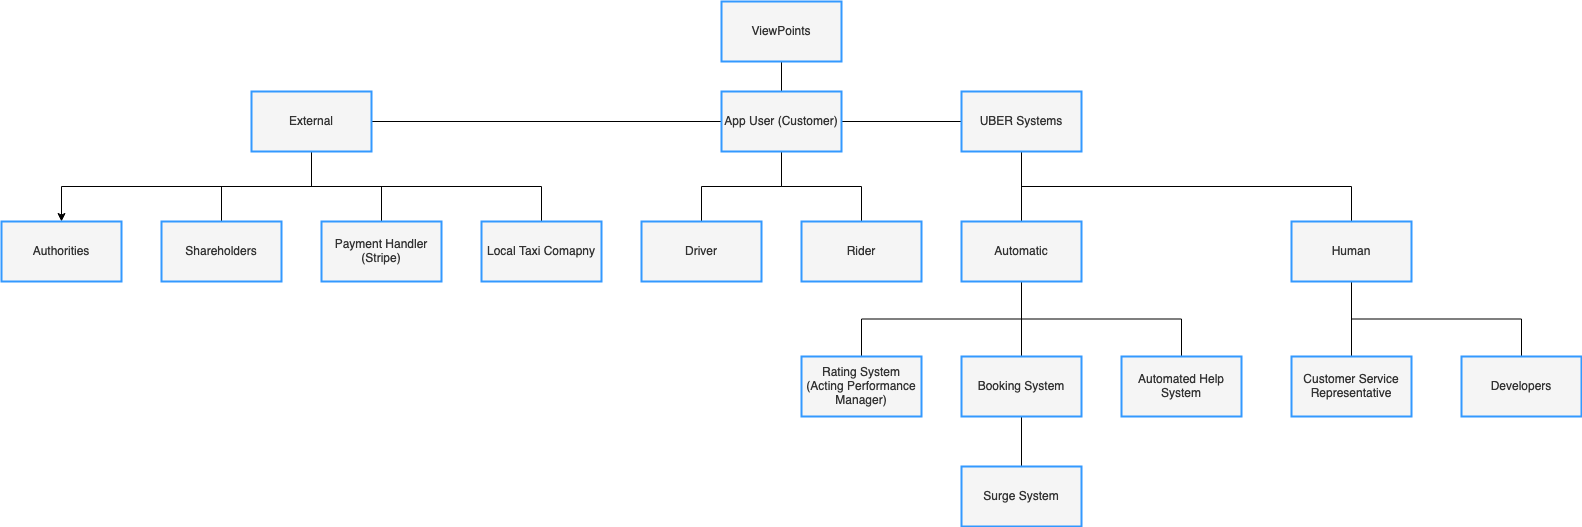 ViewPoints
External
App User (Customer)
UBER Systems
Authorities
Shareholders
Payment Handler
(Stripe)
Local Taxi Comapny
Driver
Rider
Automatic
Human
Rating System
(Acting Performance
Manager)
Booking System
Automated Help
System
Customer Service
Representative
Developers
Surge System